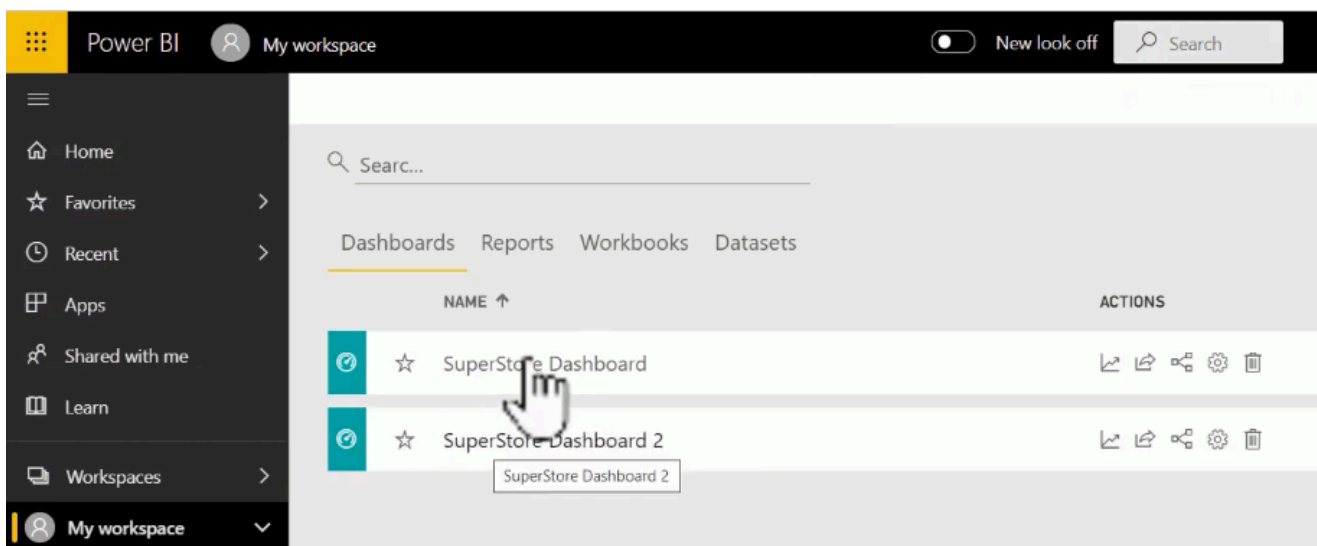 Power BI My workspace New look off Search
Home
Searc...
Favorites
Recent
Dashboards Reports Workbooks Datasets
Apps
NAME ↑ ACTIONS
Shared with me
SuperStore Dashboard
Learn
SuperStore Dashboard 2
SuperStore Dashboard 2
Workspaces
My workspace